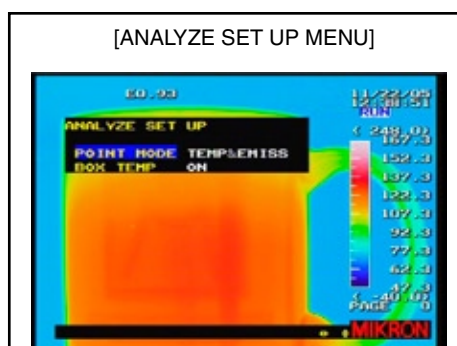 [ANALYZE SET UP MENU]
E0.93
11/22/05
12:38:51
RUN
ANALYZE SET UP
POINT MODE TEMP&EMISS
BOX TEMP ON
< 248.0>
167.3
152.3
137.3
122.3
107.3
92.3
77.3
62.3
47.3
< -40.0>
PAGE 0
MIKRON